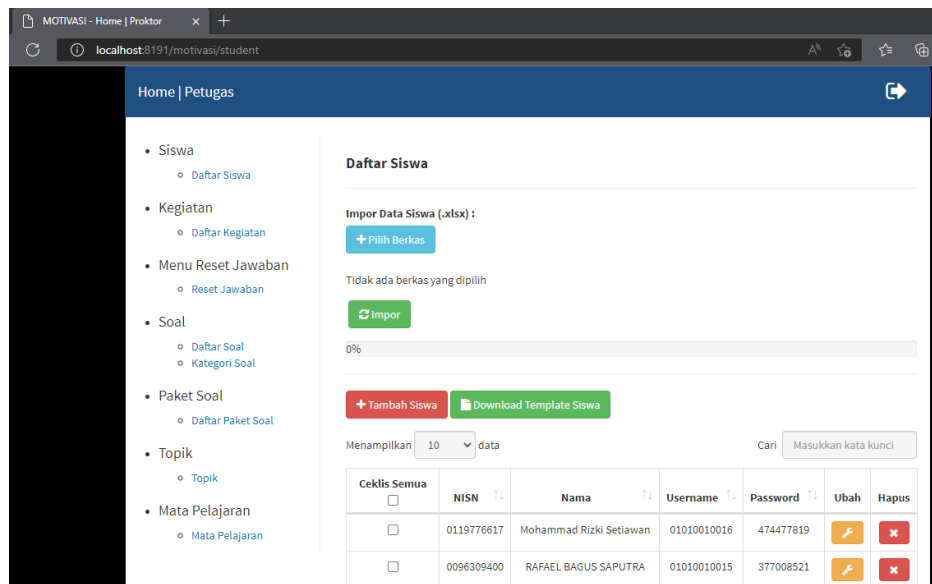 MOTIVASI - Home | Proktor
localhost:8191/motivasi/student
Home | Petugas
Siswa
Daftar Siswa
Kegiatan
Daftar Kegiatan
Menu Reset Jawaban
Reset Jawaban
Soal
Daftar Soal
Kategori Soal
Paket Soal
Daftar Paket Soal
Topik
Topik
Mata Pelajaran
Mata Pelajaran
Daftar Siswa
Impor Data Siswa (.xlsx) :
Pilih Berkas
Tidak ada berkas yang dipilih
Impor
0%
Tambah Siswa Download Template Siswa
Menampilkan 10 data Cari Masukkan kata kunci
Ceklis Semua NISN Nama Username Password Ubah Hapus
0119776617 Mohammad Rizki Setiawan 01010010016 474477819
0096309400 RAFAEL BAGUS SAPUTRA 01010010015 377008521